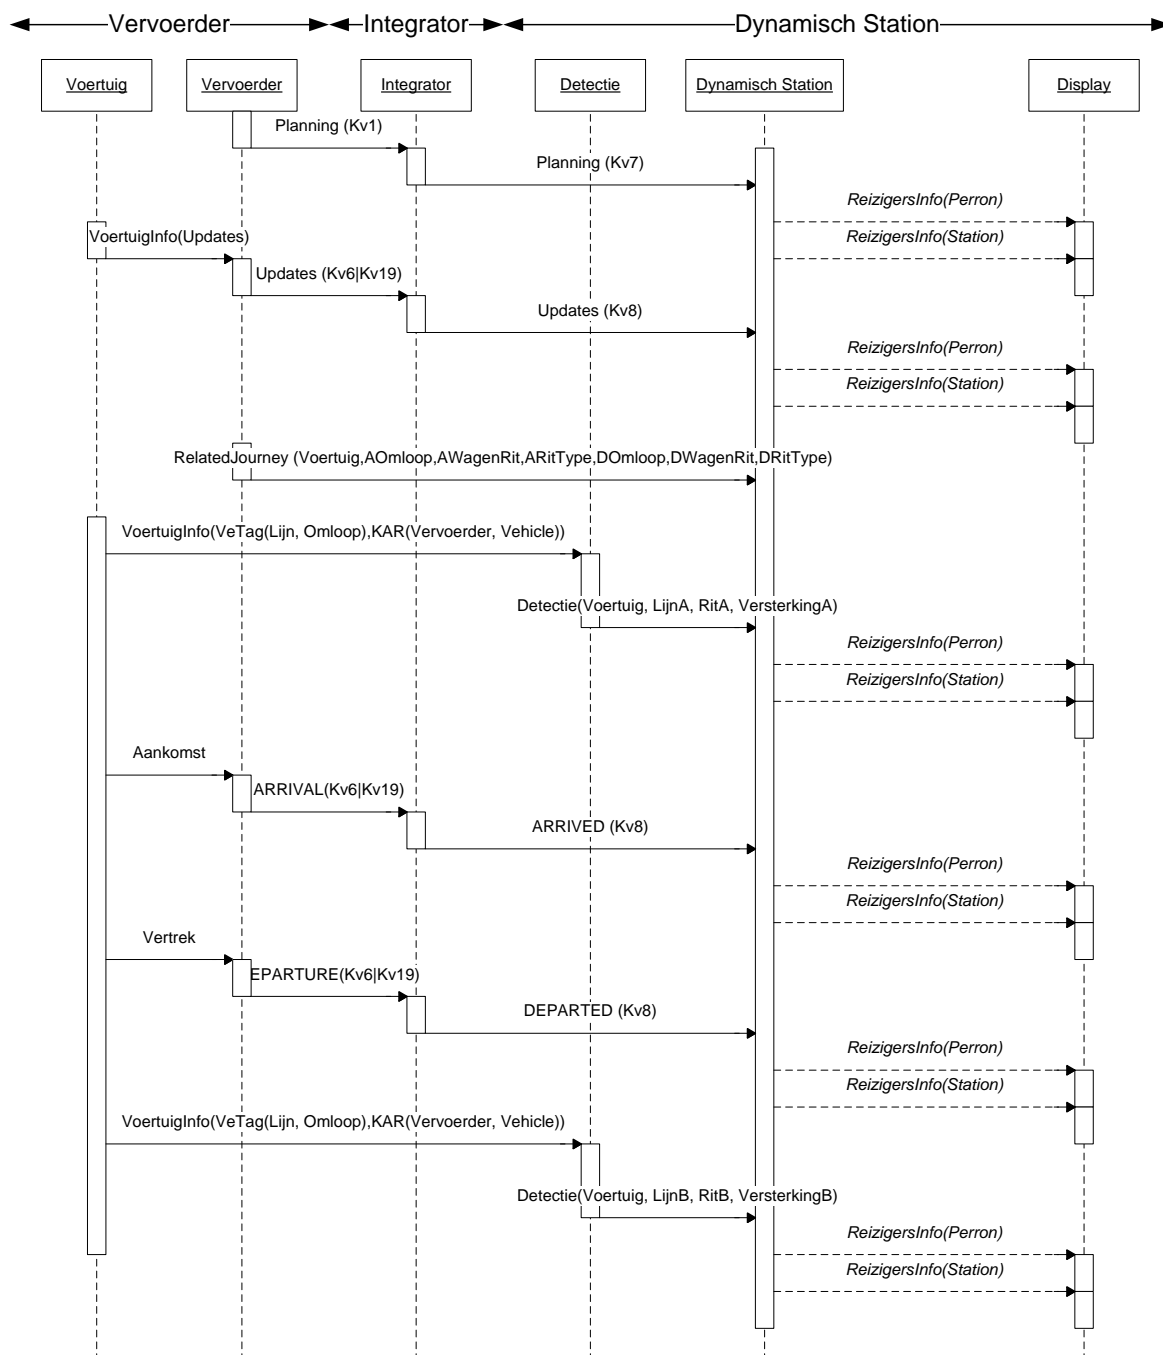 Vervoerder Integrator Dynamisch Station
Voertuig Vervoerder Integrator Detectie Dynamisch Station Display
Planning (Kv1)
Planning (Kv7)
ReizigersInfo(Perron)
VoertuigInfo(Updates)
ReizigersInfo(Station)
Updates (Kv6|Kv19)
Updates (Kv8)
ReizigersInfo(Perron)
ReizigersInfo(Station)
RelatedJourney (Voertuig,AOmloop,AWagenRit,ARitType,DOmloop,DWagenRit,DRitType)
VoertuigInfo(VeTag(Lijn, Omloop),KAR(Vervoerder, Vehicle))
Detectie(Voertuig, LijnA, RitA, VersterkingA)
ReizigersInfo(Perron)
ReizigersInfo(Station)
Aankomst
ARRIVAL(Kv6|Kv19)
ARRIVED (Kv8)
ReizigersInfo(Perron)
ReizigersInfo(Station)
Vertrek
EPARTURE(Kv6|Kv19)
DEPARTED (Kv8)
ReizigersInfo(Perron)
ReizigersInfo(Station)
VoertuigInfo(VeTag(Lijn, Omloop),KAR(Vervoerder, Vehicle))
Detectie(Voertuig, LijnB, RitB, VersterkingB)
ReizigersInfo(Perron)
ReizigersInfo(Station)